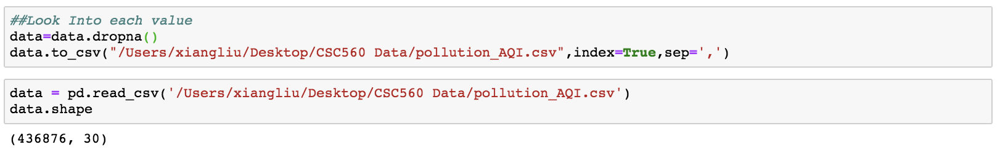 ##Look Into each value
data=data.dropna()
data.to_csv("/Users/xiangliu/Desktop/CSC560 Data/pollution_AQI.csv",index=True,sep=',')
data = pd.read_csv('/Users/xiangliu/Desktop/CSC560 Data/pollution_AQI.csv')
data.shape
(436876, 30)